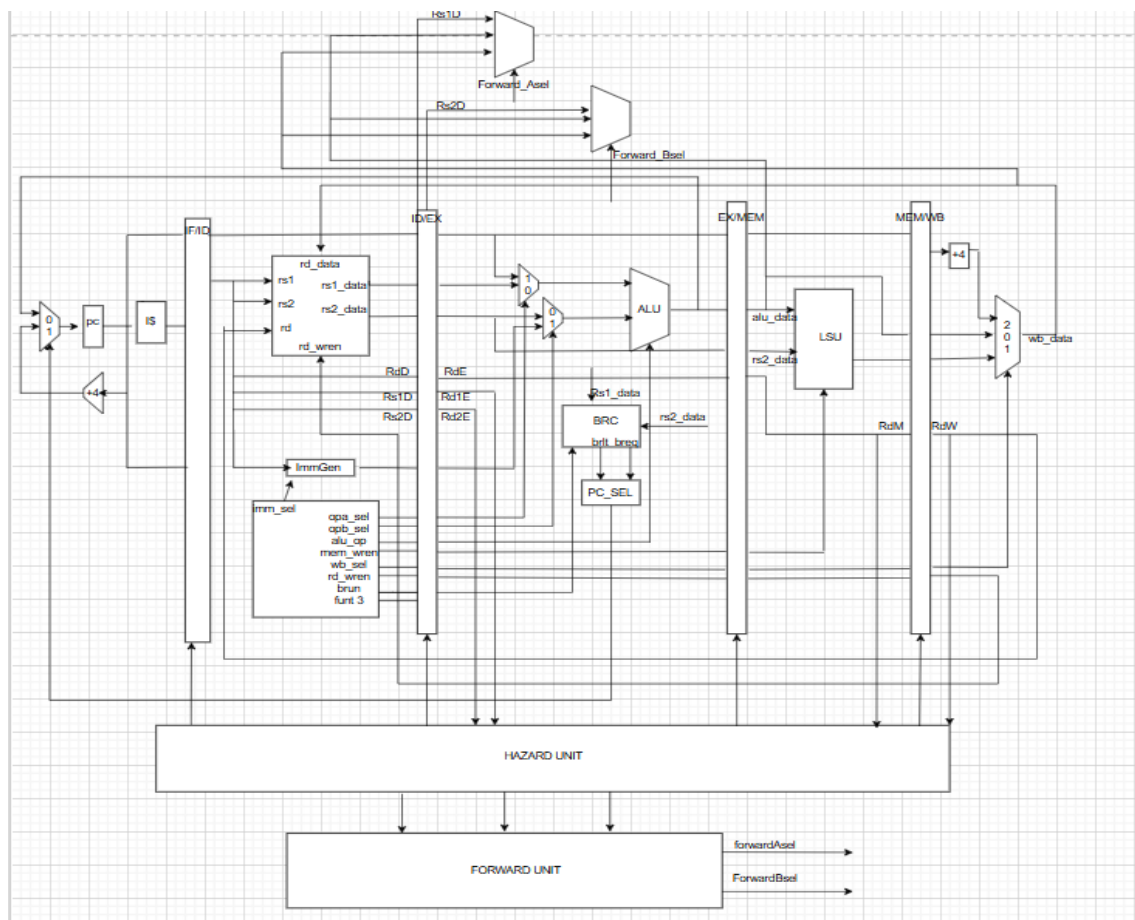 Rs1D
Forward_Asel
Rs2D
Forward_Bsel
IF/ID
ID/EX
EX/MEM
MEM/WB
rd_data
rs1
rs1_data
rs2
rs2_data
rd
rd_wren
1
0
0
1
ALU
alu_data
rs2_data
LSU
+4
2
0
1
wb_data
0
1
pc
I$
+4
RdD
RdE
Rs1D
Rd1E
Rs2D
Rd2E
Rs1_data
BRC
rs2_data
brlt_breq
PC_SEL
RdM
RdW
ImmGen
imm_sel
opa_sel
opb_sel
alu_op
mem_wren
wb_sel
rd_wren
brun
funt 3
HAZARD UNIT
FORWARD UNIT
forwardAsel
ForwardBsel